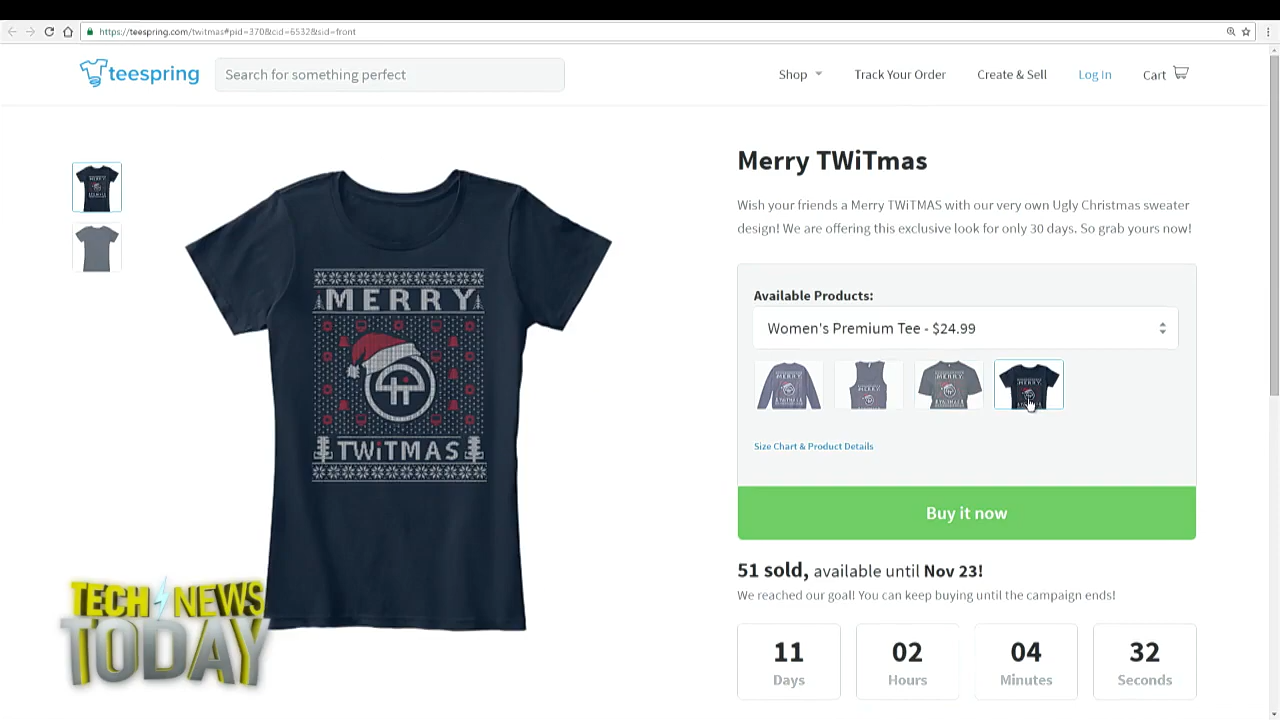 https://teespring.com/twitmas#pid=370&cid=6532&sid=front
teespring
Search for something perfect
Shop
Track Your Order
Create & Sell
Log In
Cart
Merry TWiTmas
Wish your friends a Merry TWiTMAS with our very own Ugly Christmas sweater
design! We are offering this exclusive look for only 30 days. So grab yours now!
MERRY
TWiTMAS
Available Products:
Women's Premium Tee - $24.99
Size Chart & Product Details
Buy it now
51 sold, available until Nov 23!
We reached our goal! You can keep buying until the campaign ends!
11 02 04 32
Days Hours Minutes Seconds
TECH NEWS
TODAY